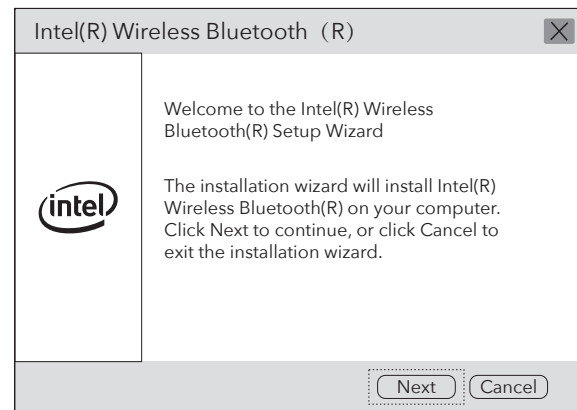 Intel(R) Wireless Bluetooth（R）
Welcome to the Intel(R) Wireless
Bluetooth(R) Setup Wizard
intel
The installation wizard will install Intel(R)
Wireless Bluetooth(R) on your computer.
Click Next to continue, or click Cancel to
exit the installation wizard.
Next
Cancel